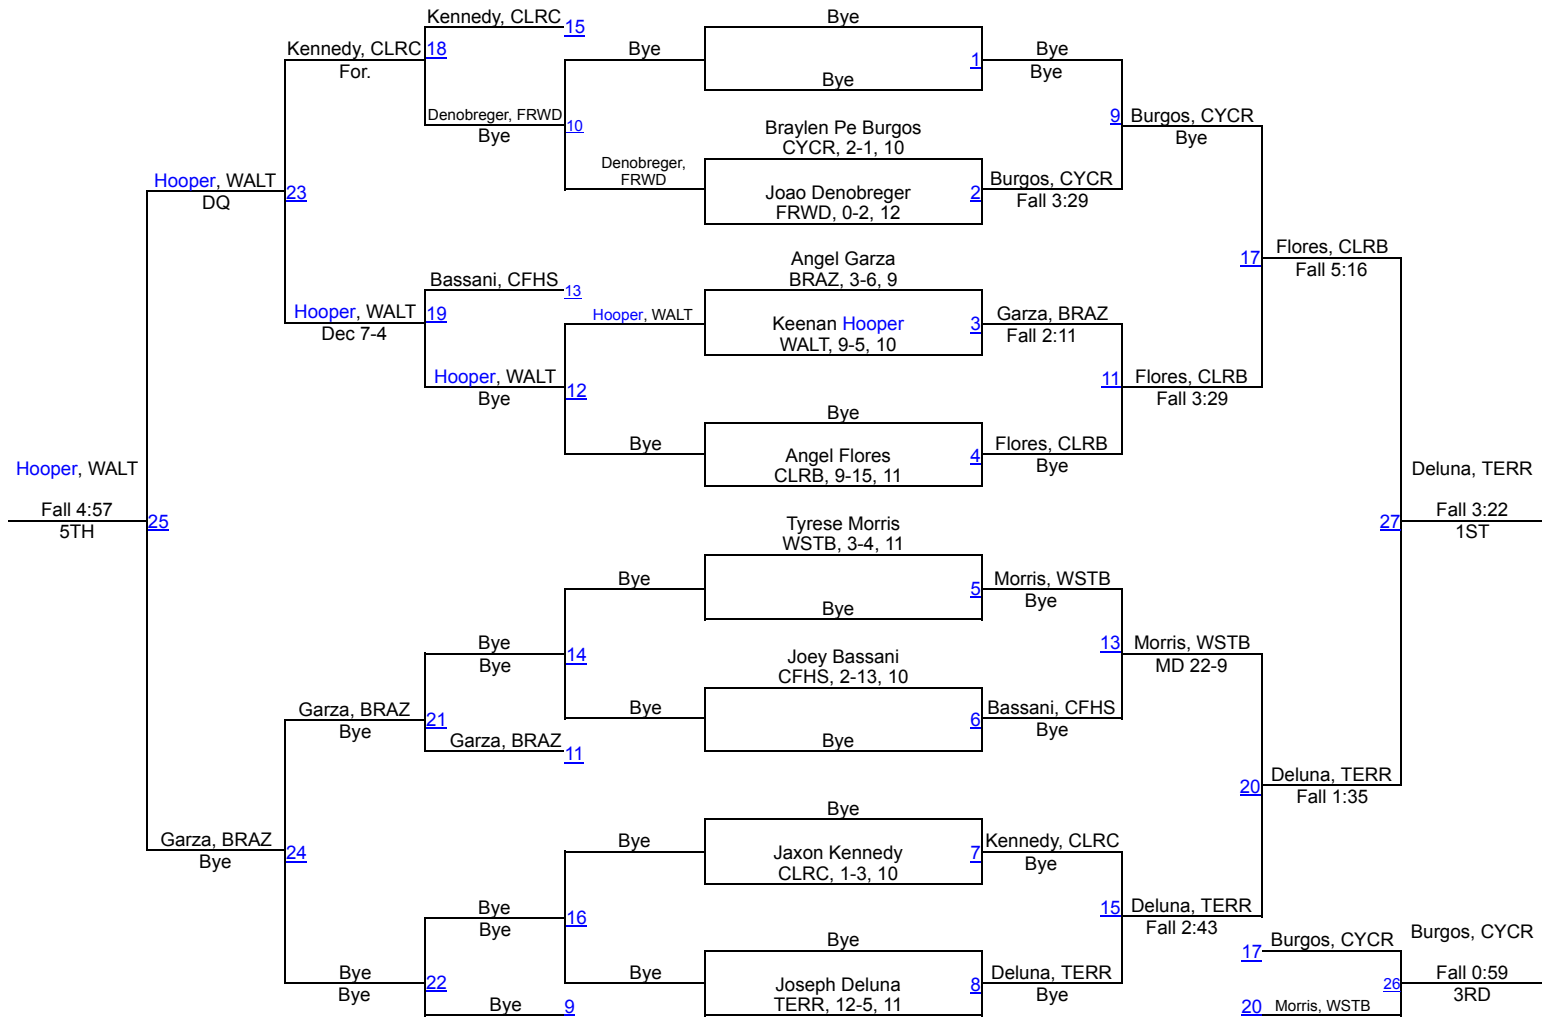 Kennedy, CLRC
15
Bye
Kennedy, CLRC
18
For.
Bye
1
Bye
Bye
Bye
Denobreger, FRWD
10
Bye
Braylen Pe Burgos
CYCR, 2-1, 10
9
Burgos, CYCR
Bye
Denobreger,
FRWD
Joao Denobreger
FRWD, 0-2, 12
2
Burgos, CYCR
Fall 3:29
Hooper, WALT
DQ
23
Angel Garza
BRAZ, 3-6, 9
17
Flores, CLRB
Fall 5:16
Bassani, CFHS
13
Hooper, WALT
Dec 7-4
19
Hooper, WALT
Keenan Hooper
WALT, 9-5, 10
3
Garza, BRAZ
Fall 2:11
Hooper, WALT
Bye
12
11
Flores, CLRB
Fall 3:29
Bye
Bye
Angel Flores
CLRB, 9-15, 11
4
Flores, CLRB
Bye
Hooper, WALT
Fall 4:57
5TH
25
Deluna, TERR
27
Fall 3:22
1ST
Tyrese Morris
WSTB, 3-4, 11
Bye
5
Morris, WSTB
Bye
Bye
Bye
Bye
14
Joey Bassani
CFHS, 2-13, 10
13
Morris, WSTB
MD 22-9
Garza, BRAZ
Bye
21
Bye
6
Bassani, CFHS
Bye
Bye
Garza, BRAZ
11
20
Deluna, TERR
Fall 1:35
Bye
Garza, BRAZ
Bye
24
Bye
Jaxon Kennedy
CLRC, 1-3, 10
7
Kennedy, CLRC
Bye
Bye
Bye
16
15
Deluna, TERR
Fall 2:43
Bye
Bye
Bye
22
Bye
Joseph Deluna
TERR, 12-5, 11
8
Deluna, TERR
Bye
Bye
9
17
Burgos, CYCR
Burgos, CYCR
26
Fall 0:59
3RD
20
Morris, WSTB